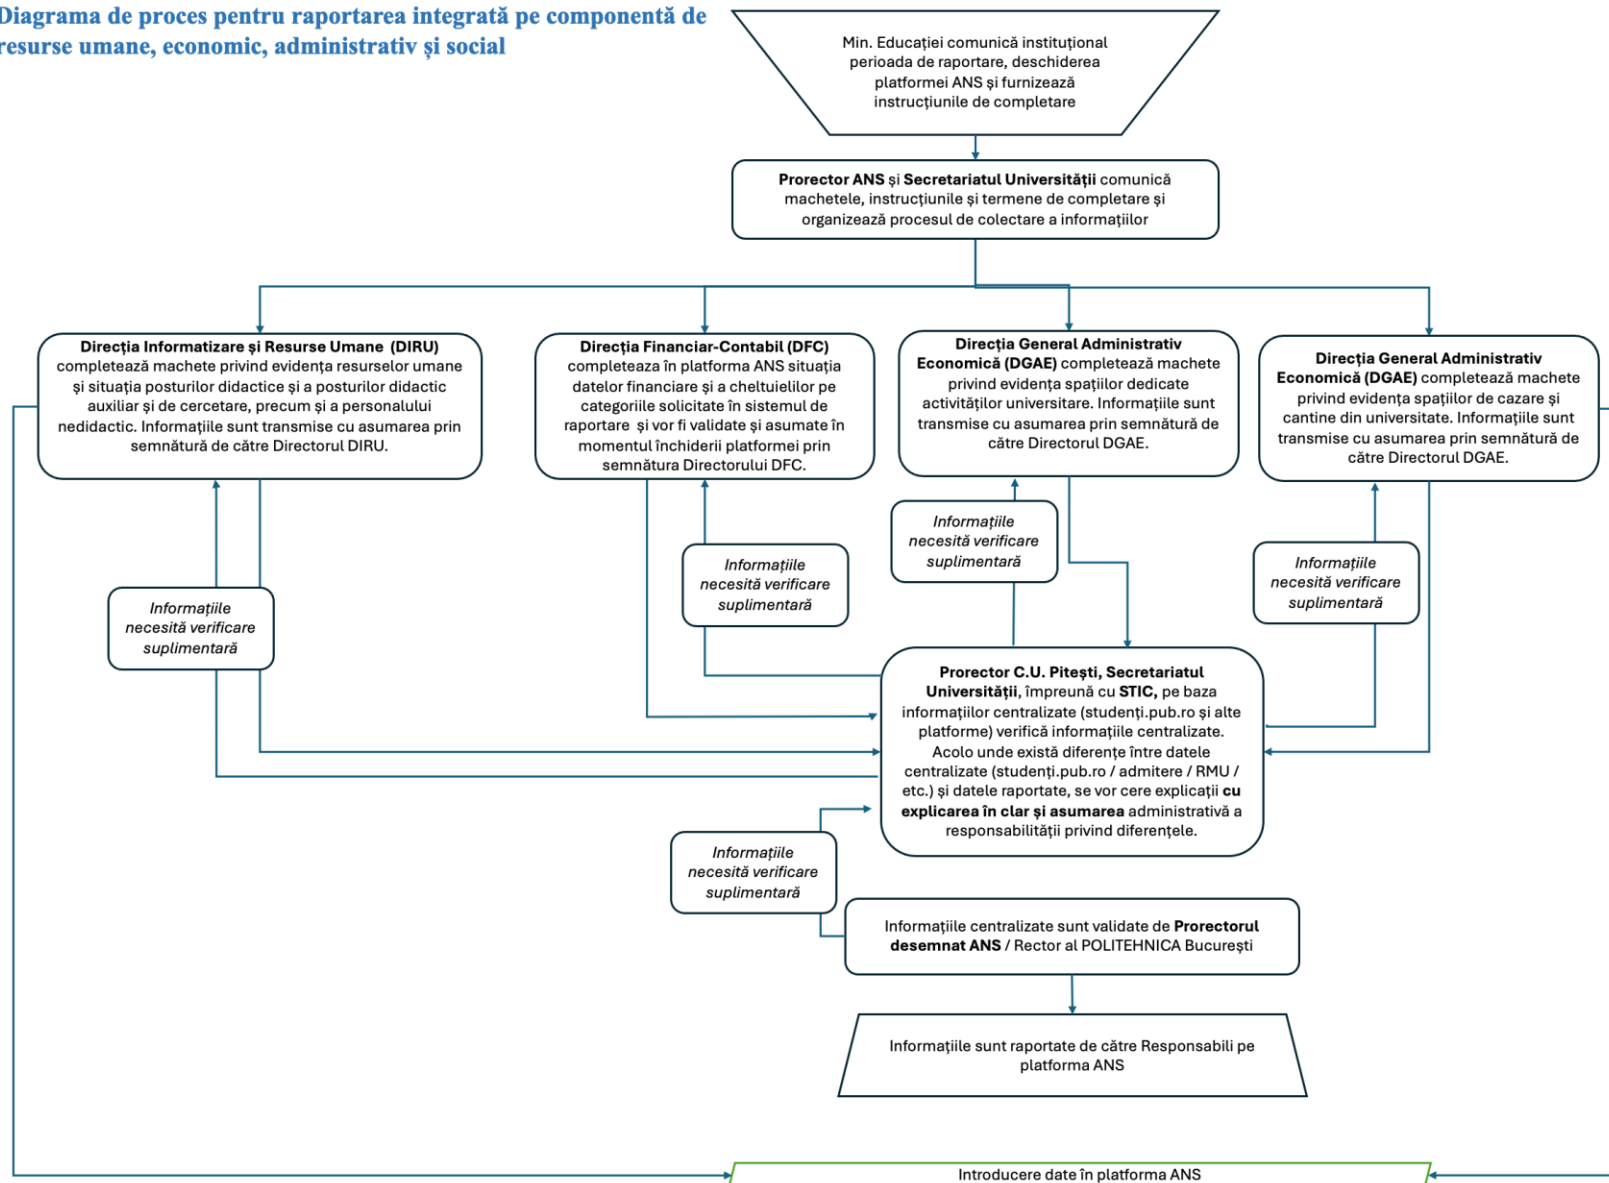 Diagrama de proces pentru raportarea integrată pe componentă de
resurse umane, economic, administrativ și social
Min. Educației comunică instituțional
perioada de raportare, deschiderea
platformei ANS și furnizează
instrucțiunile de completare
Prorector ANS și Secretariatul Universității comunică
machetele, instrucțiunile și termene de completare și
organizează procesul de colectare a informațiilor
Direcția Informatizare și Resurse Umane (DIRU)
completează machete privind evidența resurselor umane
și situația posturilor didactice și a posturilor didactic
auxiliar și de cercetare, precum și a personalului
nedidactic. Informațiile sunt transmise cu asumarea prin
semnătură de către Directorul DIRU.
Direcția Financiar-Contabil (DFC)
completeaza în platforma ANS situația
datelor financiare și a cheltuielilor pe
categoriile solicitate în sistemul de
raportare și vor fi validate și asumate în
momentul închiderii platformei prin
semnătura Directorului DFC.
Direcția General Administrativ
Economică (DGAE) completează machete
privind evidența spațiilor dedicate
activităților universitare. Informațiile sunt
transmise cu asumarea prin semnătură de
către Directorul DGAE.
Direcția General Administrativ
Economică (DGAE) completează machete
privind evidența spațiilor de cazare și
cantine din universitate. Informațiile sunt
transmise cu asumarea prin semnătură de
către Directorul DGAE.
Informațiile
necesită verificare
suplimentară
Informațiile
necesită verificare
suplimentară
Informațiile
necesită verificare
suplimentară
Informațiile
necesită verificare
suplimentară
Prorector C.U. Pitești, Secretariatul
Universității, împreună cu STIC, pe baza
informațiilor centralizate (studenți.pub.ro și alte
platforme) verifică informațiile centralizate.
Acolo unde există diferențe între datele
centralizate (studenți.pub.ro / admitere / RMU /
etc.) și datele raportate, se vor cere explicații cu
explicarea în clar și asumarea administrativă a
responsabilității privind diferențele.
Informațiile
necesită verificare
suplimentară
Informațiile centralizate sunt validate de Prorectorul
desemnat ANS / Rector al POLITEHNICA București
Informațiile sunt raportate de către Responsabili pe
platforma ANS
Introducere date în platforma ANS